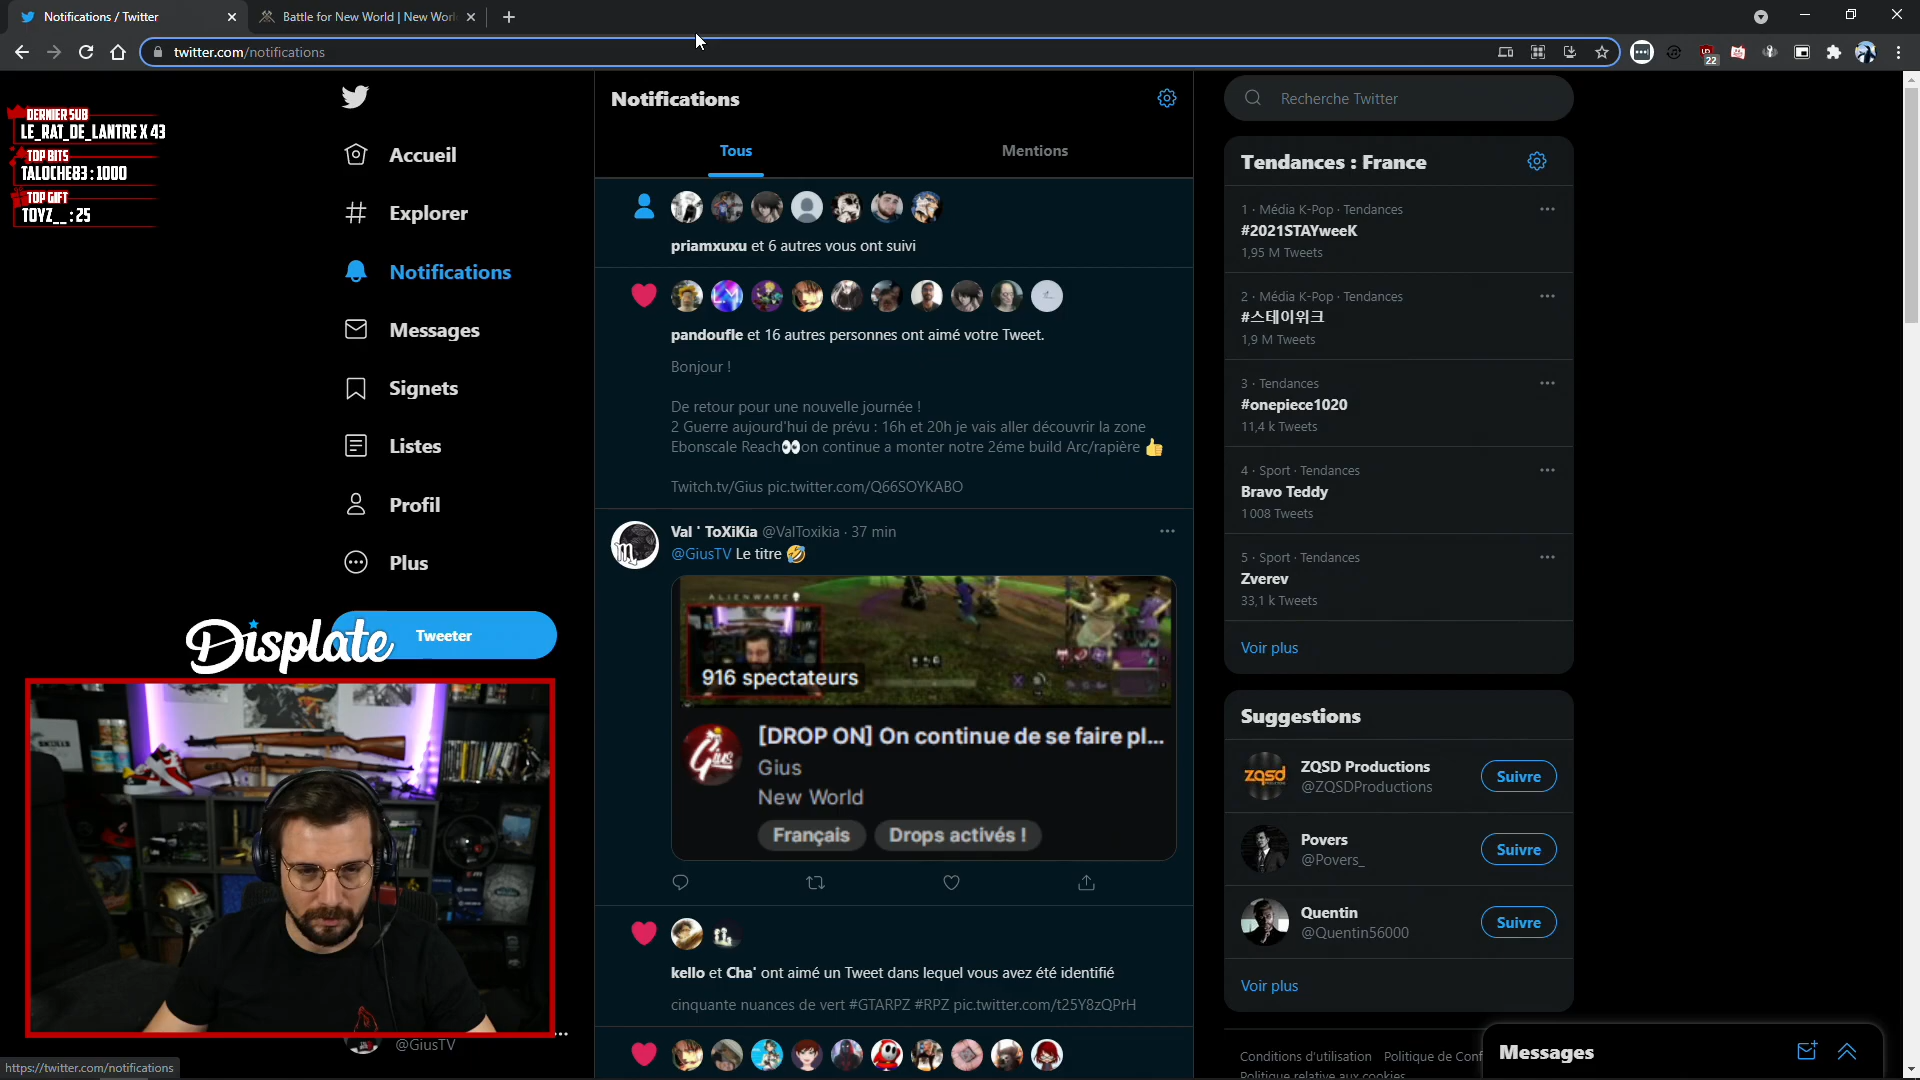 Notifications / Twitter
Battle for New World | New Worl
twitter.com/notifications
22
DERNIER SUB
LE_RAT_DE_LANTRE X 43
TOP BITS
TALOCHE83 : 1000
TOP GIFT
TOYZ__ : 25
Accueil
Explorer
Notifications
Messages
Signets
Listes
Profil
Plus
Tweeter
Displate
@GiusTV
https://twitter.com/notifications
Notifications
Tous
Mentions
priamxuxu et 6 autres vous ont suivi
pandoufle et 16 autres personnes ont aimé votre Tweet.
Bonjour !
De retour pour une nouvelle journée !
2 Guerre aujourd'hui de prévu : 16h et 20h je vais aller découvrir la zone
Ebonscale Reach👀on continue a monter notre 2éme build Arc/rapière 👍
Twitch.tv/Gius pic.twitter.com/Q66SOYKABO
Val ' ToXiKia @ValToxikia · 37 min
@GiusTV Le titre 🤣
ALIENWARE
916 spectateurs
[DROP ON] On continue de se faire pl...
Gius
Gius
New World
Français
Drops activés !
kello et Cha' ont aimé un Tweet dans lequel vous avez été identifié
cinquante nuances de vert #GTARPZ #RPZ pic.twitter.com/t25Y8zQPrH
Recherche Twitter
Tendances : France
1 · Média K-Pop · Tendances
#2021STAYweeK
1,95 M Tweets
2 · Média K-Pop · Tendances
#스테이위크
1,9 M Tweets
3 · Tendances
#onepiece1020
11,4 k Tweets
4 · Sport · Tendances
Bravo Teddy
1 008 Tweets
5 · Sport · Tendances
Zverev
33,1 k Tweets
Voir plus
Suggestions
zqsd
ZQSD Productions
@ZQSDProductions
Suivre
Povers
@Povers_
Suivre
Quentin
@Quentin56000
Suivre
Voir plus
Conditions d'utilisation Politique de Conf
Politique relative aux cookies
Messages